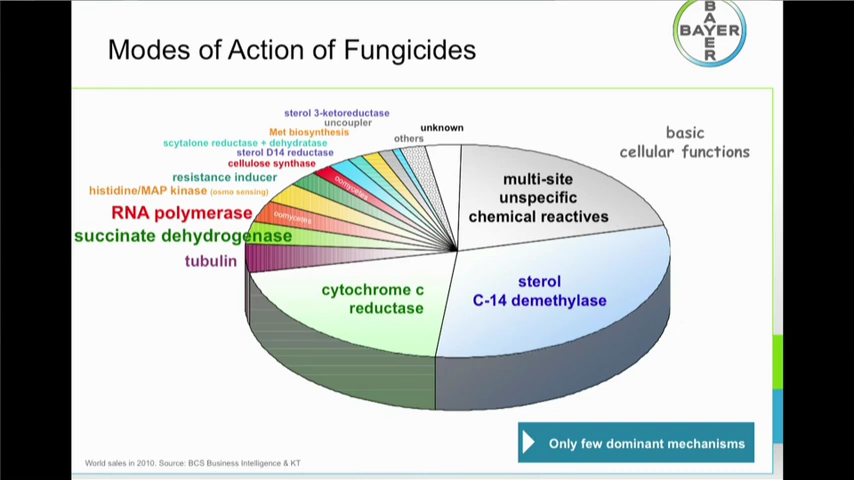 Modes of Action of Fungicides
BAYER
BAYER
sterol 3-ketoreductase
uncoupler
Met biosynthesis
scytalone reductase + dehydratase
sterol D14 reductase
cellulose synthase
resistance inducer
histidine/MAP kinase (osmo sensing)
RNA polymerase
succinate dehydrogenase
tubulin
others
unknown
basic
cellular functions
multi-site
unspecific
chemical reactives
oomycetes
oomycetes
sterol
C-14 demethylase
cytochrome c
reductase
Only few dominant mechanisms
World sales in 2010. Source: BCS Business Intelligence & KT